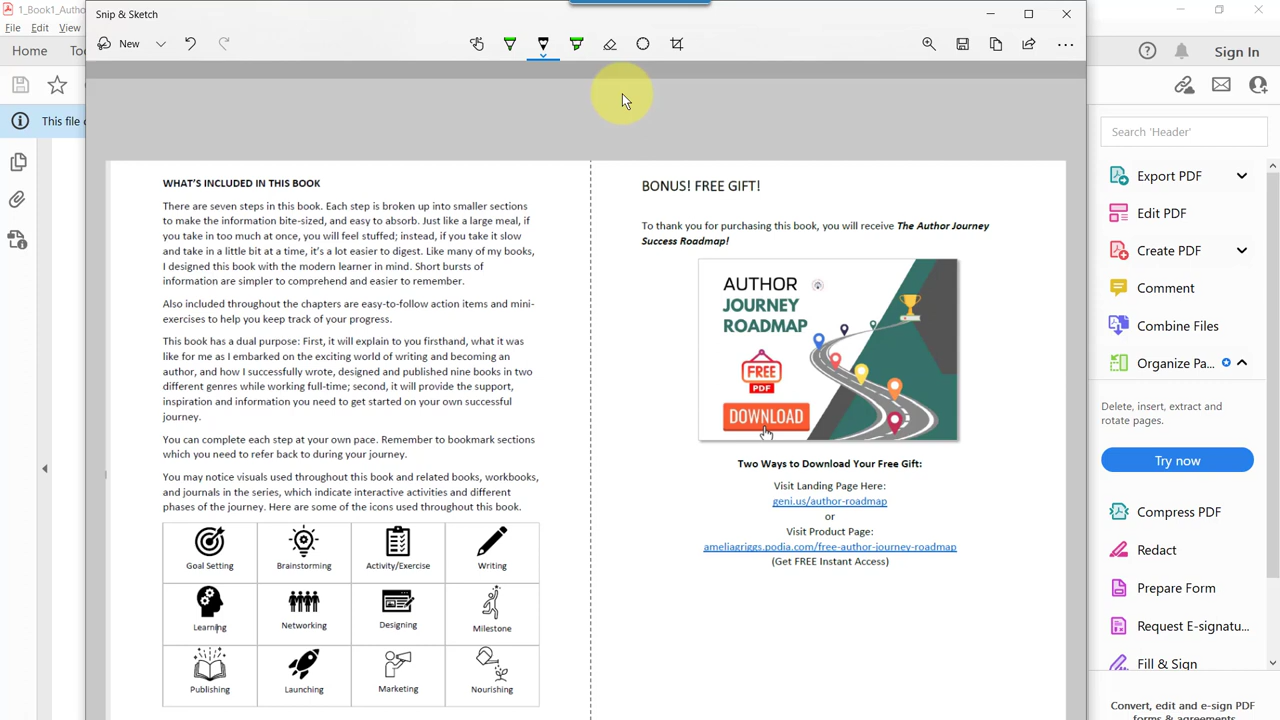 1_Book1_Autho
File Edit View
Home To
This file
Snip & Sketch
New
WHAT'S INCLUDED IN THIS BOOK
There are seven steps in this book. Each step is broken up into smaller sections
to make the information bite-sized, and easy to absorb. Just like a large meal, if
you take in too much at once, you will feel stuffed; instead, if you take it slow
and take in a little bit at a time, it's a lot easier to digest. Like many of my books,
I designed this book with the modern learner in mind. Short bursts of
information are simpler to comprehend and easier to remember.
Also included throughout the chapters are easy-to-follow action items and mini-
exercises to help you keep track of your progress.
This book has a dual purpose: First, it will explain to you firsthand, what it was
like for me as I embarked on the exciting world of writing and becoming an
author, and how I successfully wrote, designed and published nine books in two
different genres while working full-time; second, it will provide the support,
inspiration and information you need to get started on your own successful
journey.
You can complete each step at your own pace. Remember to bookmark sections
which you need to refer back to during your journey.
You may notice visuals used throughout this book and related books, workbooks,
and journals in the series, which indicate interactive activities and different
phases of the journey. Here are some of the icons used throughout this book.
Goal Setting Brainstorming Activity/Exercise Writing
Learning Networking Designing Milestone
Publishing Launching Marketing Nourishing
BONUS! FREE GIFT!
To thank you for purchasing this book, you will receive The Author Journey
Success Roadmap!
AUTHOR
JOURNEY
ROADMAP
FREE
PDF
DOWNLOAD
Two Ways to Download Your Free Gift:
Visit Landing Page Here:
geni.us/author-roadmap
or
Visit Product Page:
ameliagriggs.podia.com/free-author-journey-roadmap
(Get FREE Instant Access)
Sign In
Search 'Header'
Export PDF
Edit PDF
Create PDF
Comment
Combine Files
Organize Pa...
Delete, insert, extract and
rotate pages.
Try now
Compress PDF
Redact
Prepare Form
Request E-signatu...
Fill & Sign
Convert, edit and e-sign PDF
forms & agreements